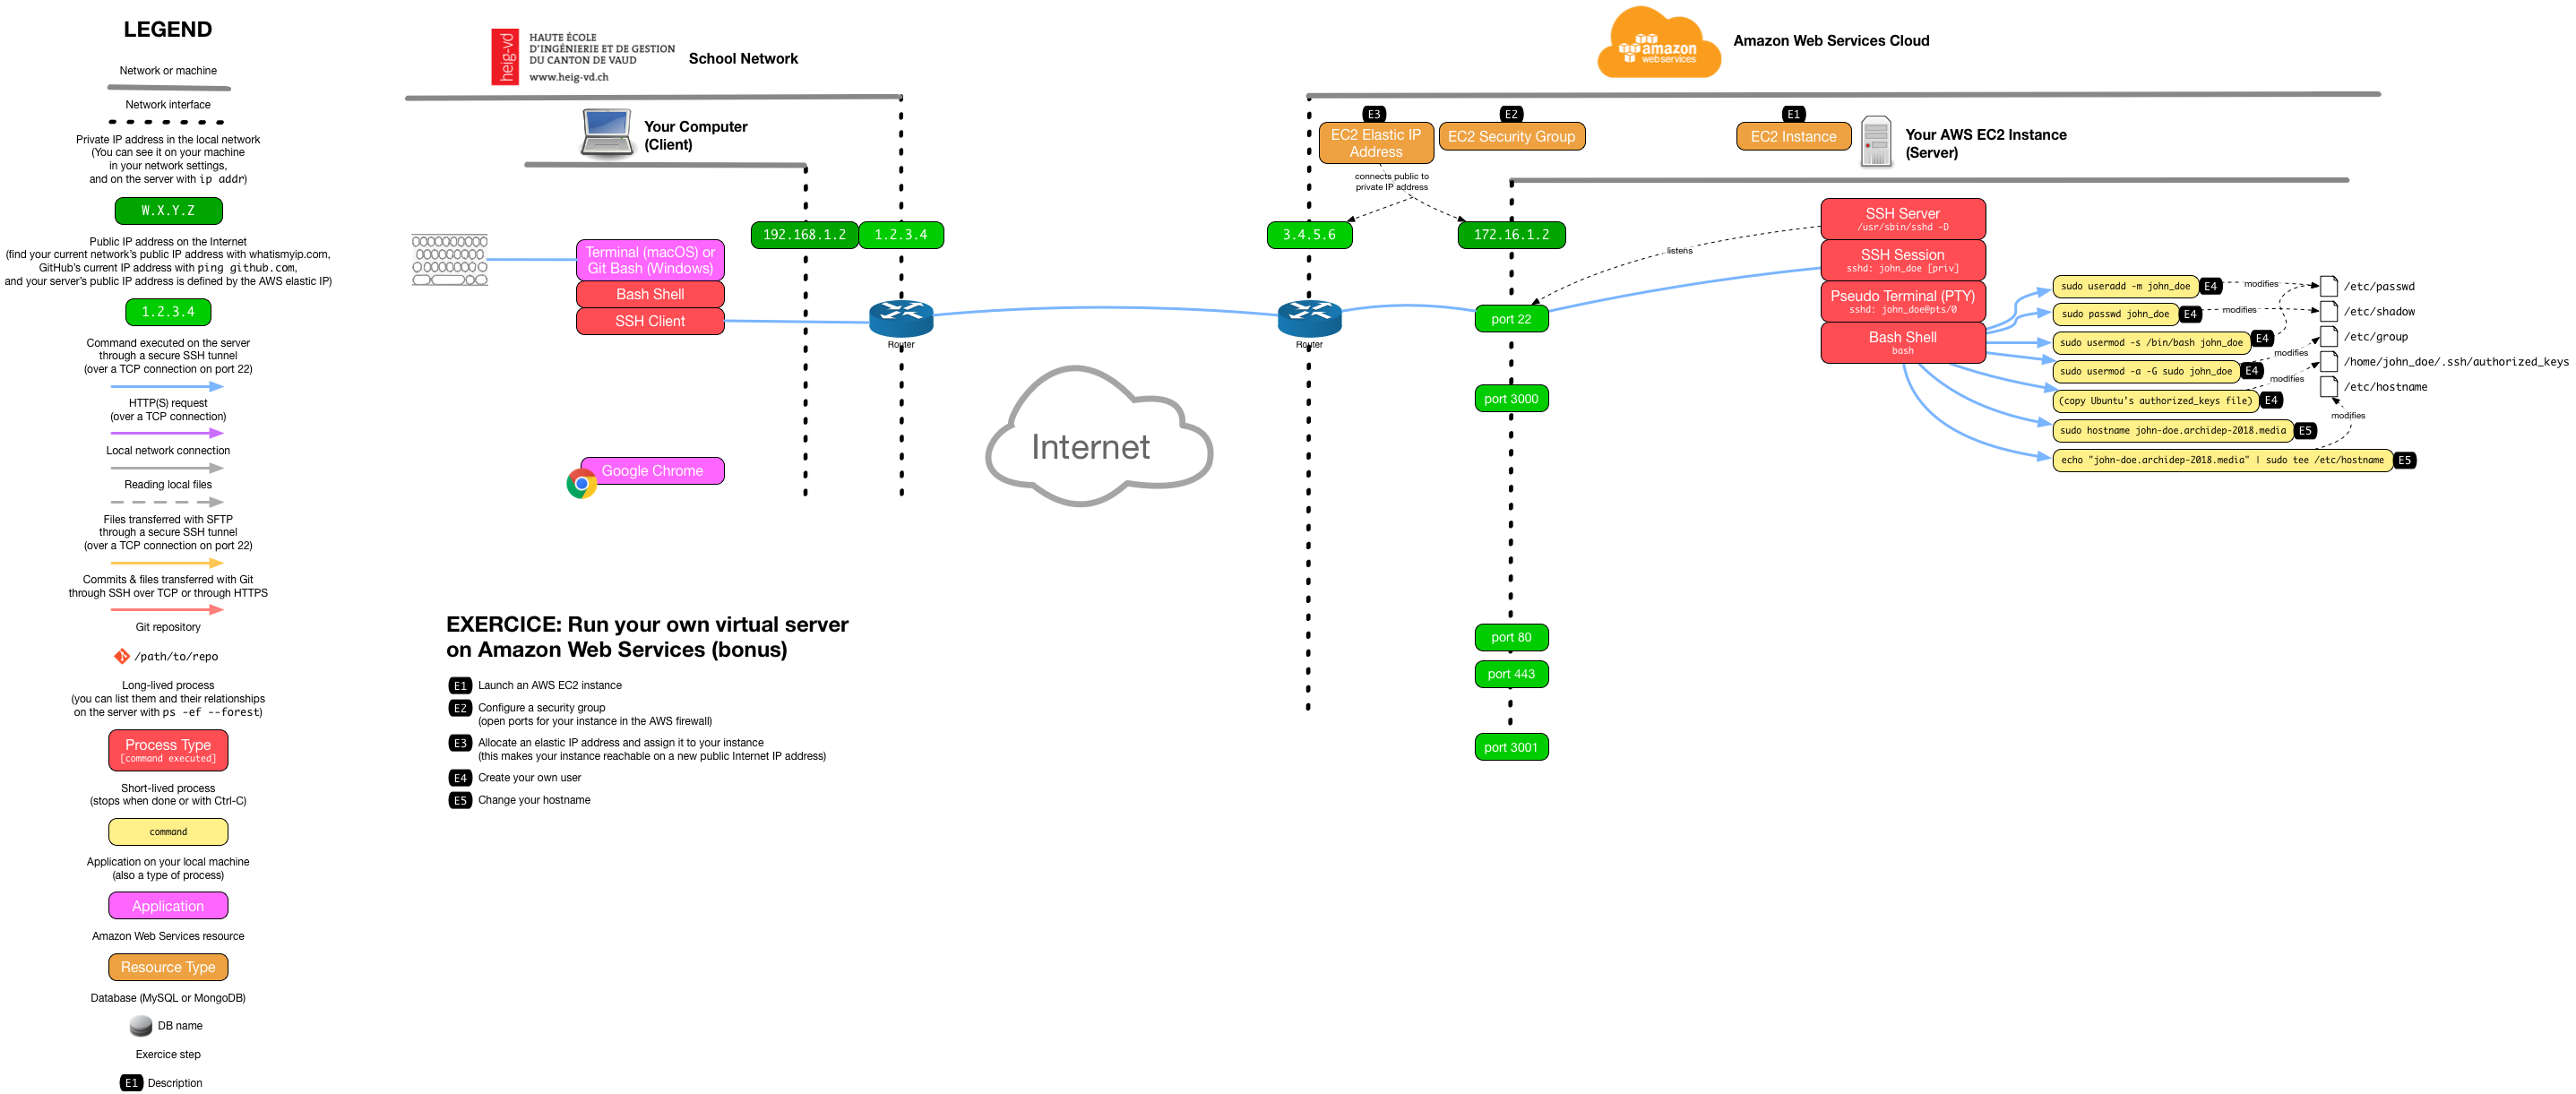 LEGEND
Network or machine
Network interface
Private IP address in the local network
(You can see it on your machine
in your network settings,
and on the server with ip addr)
W.X.Y.Z
Public IP address on the Internet
(find your current network's public IP address with whatismyip.com,
GitHub's current IP address with ping github.com,
and your server's public IP address is defined by the AWS elastic IP)
1.2.3.4
Command executed on the server
through a secure SSH tunnel
(over a TCP connection on port 22)
HTTP(S) request
(over a TCP connection)
Local network connection
Reading local files
Files transferred with SFTP
through a secure SSH tunnel
(over a TCP connection on port 22)
Commits & files transferred with Git
through SSH over TCP or through HTTPS
Git repository
/path/to/repo
Long-lived process
(you can list them and their relationships
on the server with ps -ef --forest)
Process Type
[command executed]
Short-lived process
(stops when done or with Ctrl-C)
command
Application on your local machine
(also a type of process)
Application
Amazon Web Services resource
Resource Type
Database (MySQL or MongoDB)
DB name
Exercice step
E1 Description
heig-vd
HAUTE ÉCOLE
D'INGÉNIERIE ET DE GESTION
DU CANTON DE VAUD
www.heig-vd.ch
School Network
Your Computer
(Client)
192.168.1.2
1.2.3.4
Terminal (macOS) or
Git Bash (Windows)
Bash Shell
SSH Client
Router
Google Chrome
Internet
EXERCICE: Run your own virtual server
on Amazon Web Services (bonus)
E1 Launch an AWS EC2 instance
E2 Configure a security group
(open ports for your instance in the AWS firewall)
E3 Allocate an elastic IP address and assign it to your instance
(this makes your instance reachable on a new public Internet IP address)
E4 Create your own user
E5 Change your hostname
amazon
webservices
Amazon Web Services Cloud
E3
EC2 Elastic IP
Address
E2
EC2 Security Group
E1
EC2 Instance
Your AWS EC2 Instance
(Server)
connects public to
private IP address
3.4.5.6
172.16.1.2
Router
listens
port 22
port 3000
port 80
port 443
port 3001
SSH Server
/usr/sbin/sshd -D
SSH Session
sshd: john_doe [priv]
Pseudo Terminal (PTY)
sshd: john_doe@pts/0
Bash Shell
bash
sudo useradd -m john_doe E4
modifies
/etc/passwd
sudo passwd john_doe E4
modifies
/etc/shadow
sudo usermod -s /bin/bash john_doe E4
/etc/group
modifies
sudo usermod -a -G sudo john_doe E4
/home/john_doe/.ssh/authorized_keys
modifies
(copy Ubuntu's authorized_keys file) E4
/etc/hostname
modifies
sudo hostname john-doe.archidep-2018.media E5
echo "john-doe.archidep-2018.media" | sudo tee /etc/hostname E5